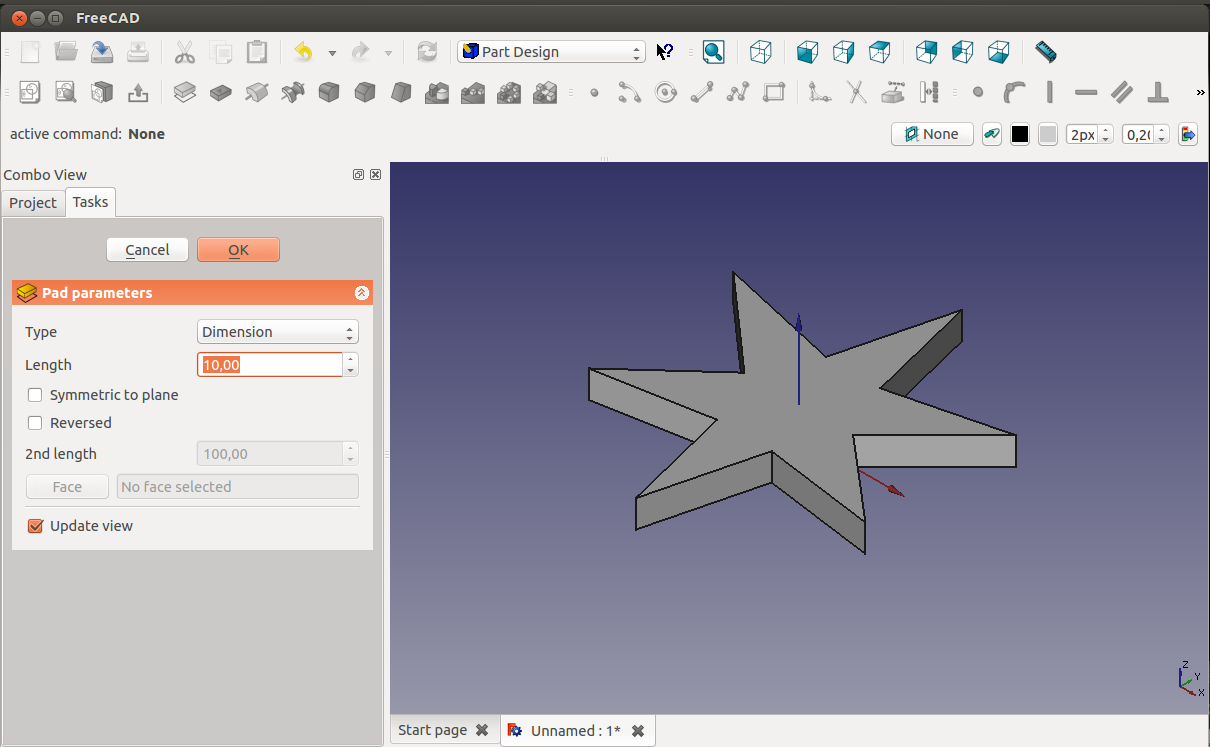 FreeCAD
Part Design
active command: None
None
2px
0,20
Combo View
Project
Tasks
Cancel
OK
Pad parameters
Type
Dimension
Length
10,00
Symmetric to plane
Reversed
2nd length
100,00
Face
No face selected
Update view
Z
Y
X
Start page
Unnamed : 1*